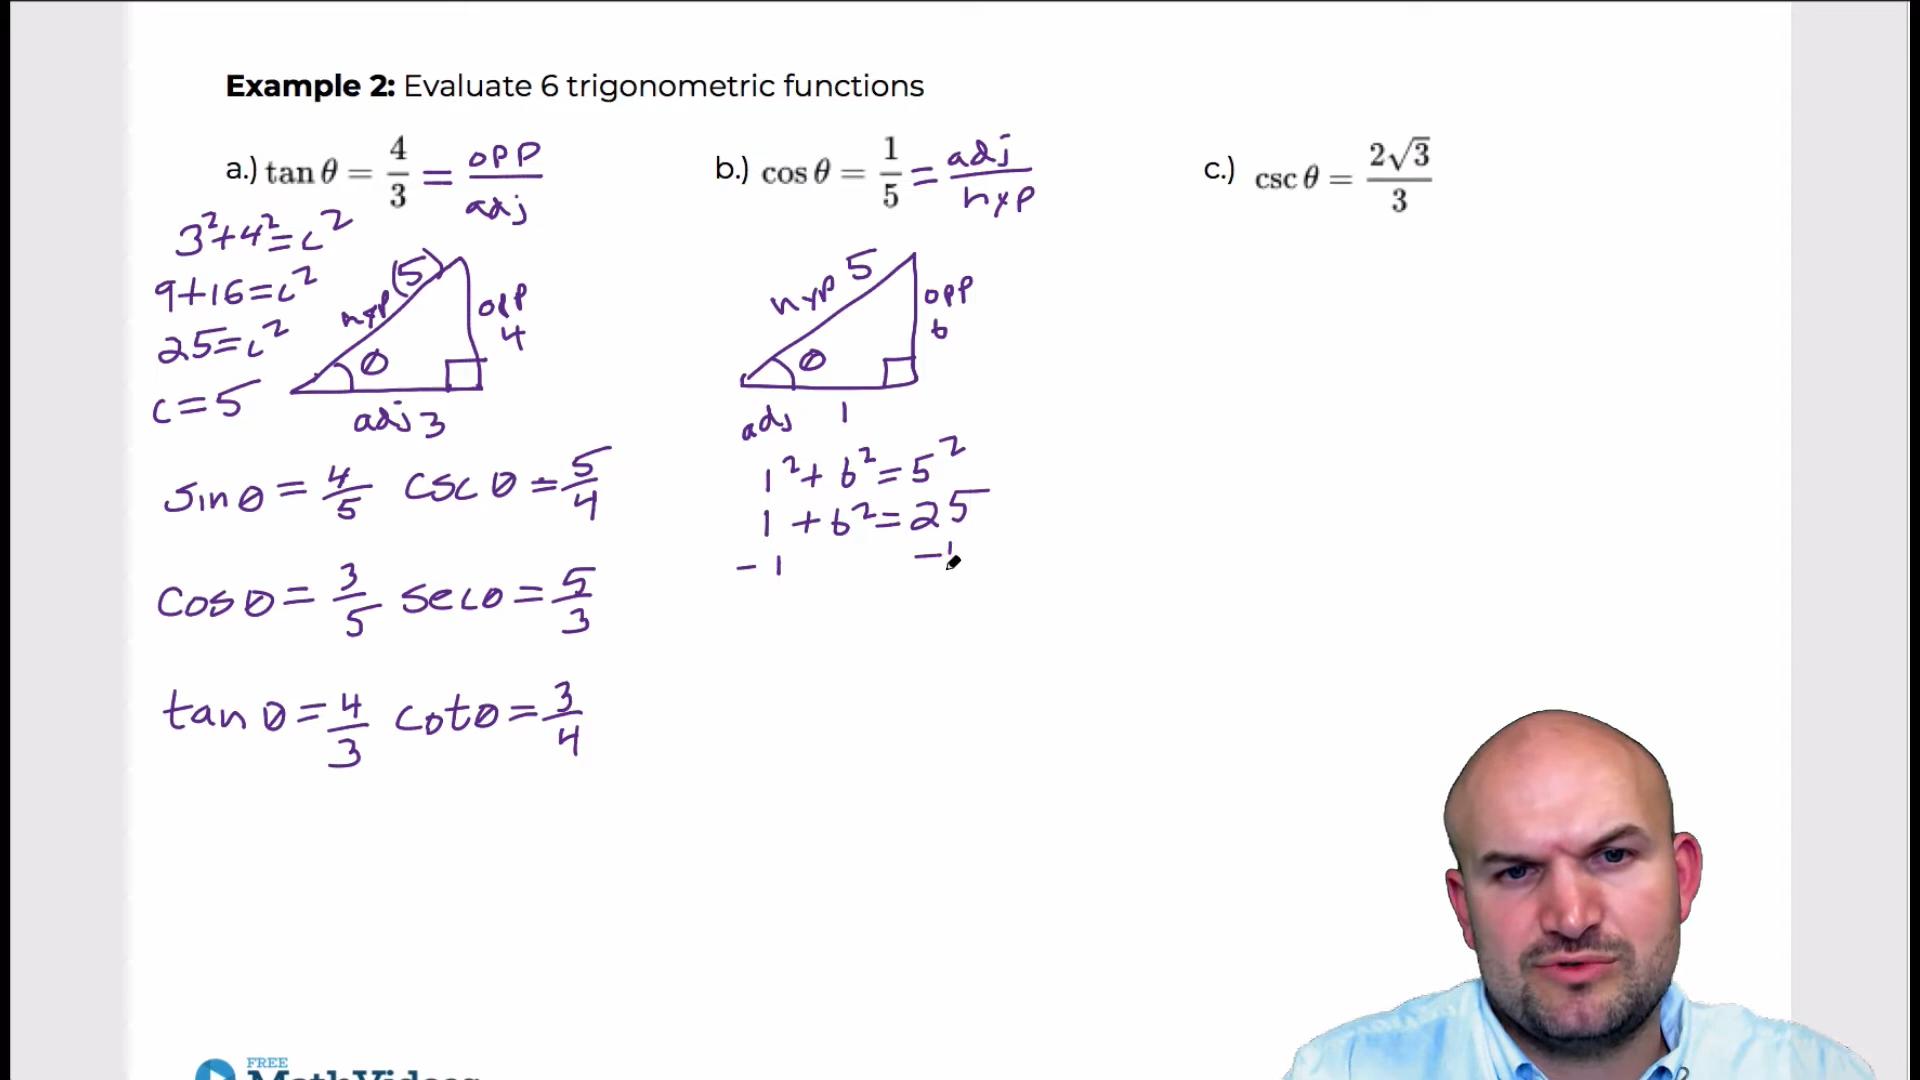 Example 2: Evaluate 6 trigonometric functions
a.) tan θ = 4/3 = opp/adj
3²+4²=c²
9+16=c²
25=c²
c=5
hyp (5)
opp
4
θ
adj 3
sin θ = 4/5 csc θ = 5/4
cos θ = 3/5 sec θ = 5/3
tan θ = 4/3 cot θ = 3/4
b.) cos θ = 1/5 = adj/hyp
hyp 5
opp
b
θ
adj 1
1²+b²=5²
1+b²=25
-1 -1
c.) csc θ = 2√3/3
FREE
MathVideos